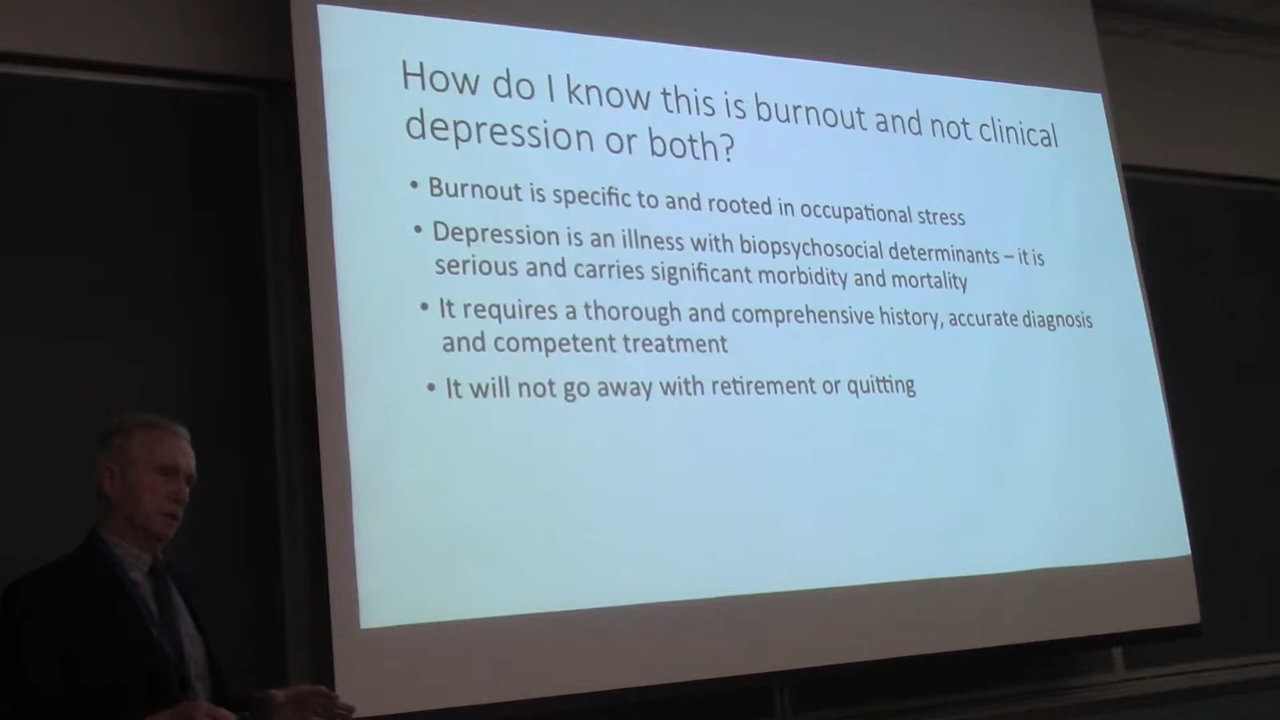 How do I know this is burnout and not clinical
depression or both?
• Burnout is specific to and rooted in occupational stress
• Depression is an illness with biopsychosocial determinants – it is
serious and carries significant morbidity and mortality
• It requires a thorough and comprehensive history, accurate diagnosis
and competent treatment
• It will not go away with retirement or quitting